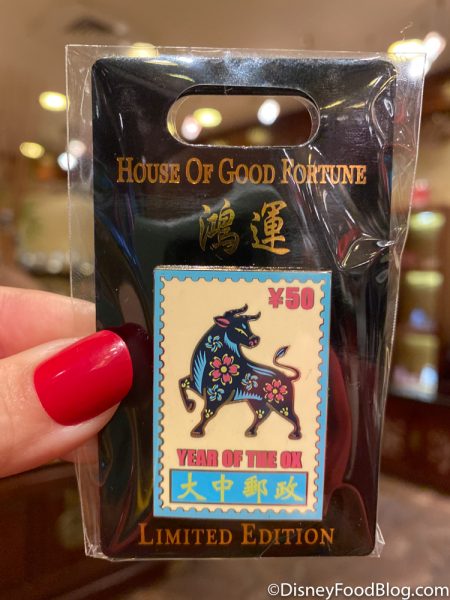 HOUSE OF GOOD FORTUNE
鴻運
¥50
YEAR OF THE OX
大中郵政
LIMITED EDITION
©DisneyFoodBlog.com